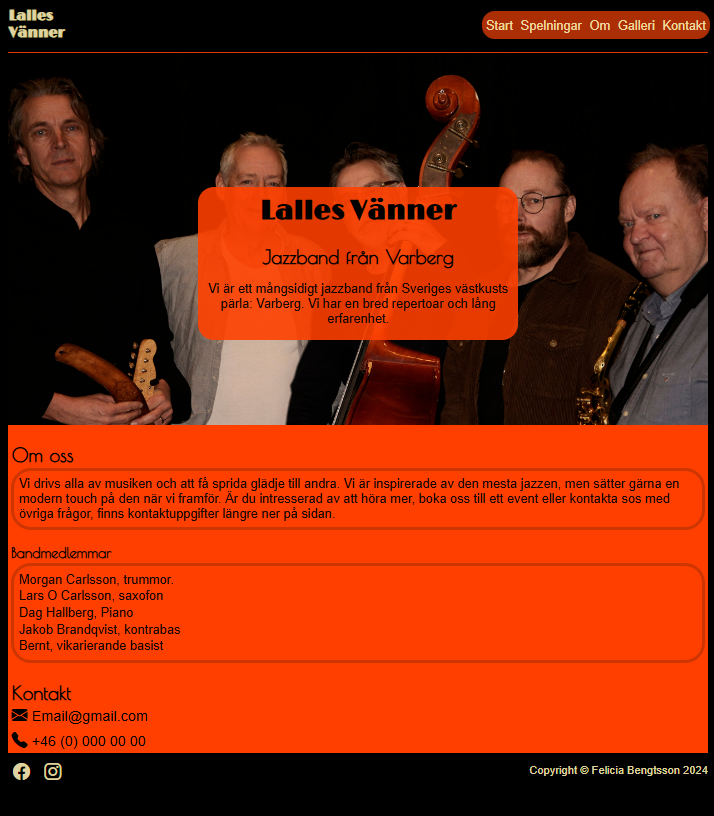 Lalles
Vänner
Start Spelningar Om Galleri Kontakt
Lalles Vänner
Jazzband från Varberg
Vi är ett mångsidigt jazzband från Sveriges västkusts
pärla: Varberg. Vi har en bred repertoar och lång
erfarenhet.
Om oss
Vi drivs alla av musiken och att få sprida glädje till andra. Vi är inspirerade av den mesta jazzen, men sätter gärna en
modern touch på den när vi framför. Är du intresserad av att höra mer, boka oss till ett event eller kontakta sos med
övriga frågor, finns kontaktuppgifter längre ner på sidan.
Bandmedlemmar
Morgan Carlsson, trummor.
Lars O Carlsson, saxofon
Dag Hallberg, Piano
Jakob Brandqvist, kontrabas
Bernt, vikarierande basist
Kontakt
Email@gmail.com
+46 (0) 000 00 00
Copyright © Felicia Bengtsson 2024